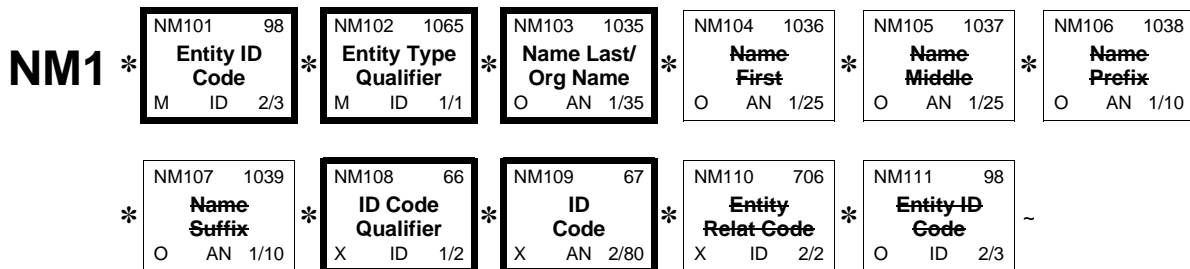 NM1 * NM101 98 * NM102 1065 * NM103 1035 * NM104 1036 * NM105 1037 * NM106 1038
Entity ID Entity Type Name Last/ Name Name Name
Code Qualifier Org Name First Middle Prefix
M ID 2/3 M ID 1/1 O AN 1/35 O AN 1/25 O AN 1/25 O AN 1/10
* NM107 1039 * NM108 66 * NM109 67 * NM110 706 * NM111 98 ~
Name ID Code ID Entity Entity ID
Suffix Qualifier Code Relat Code Code
O AN 1/10 X ID 1/2 X AN 2/80 X ID 2/2 O ID 2/3